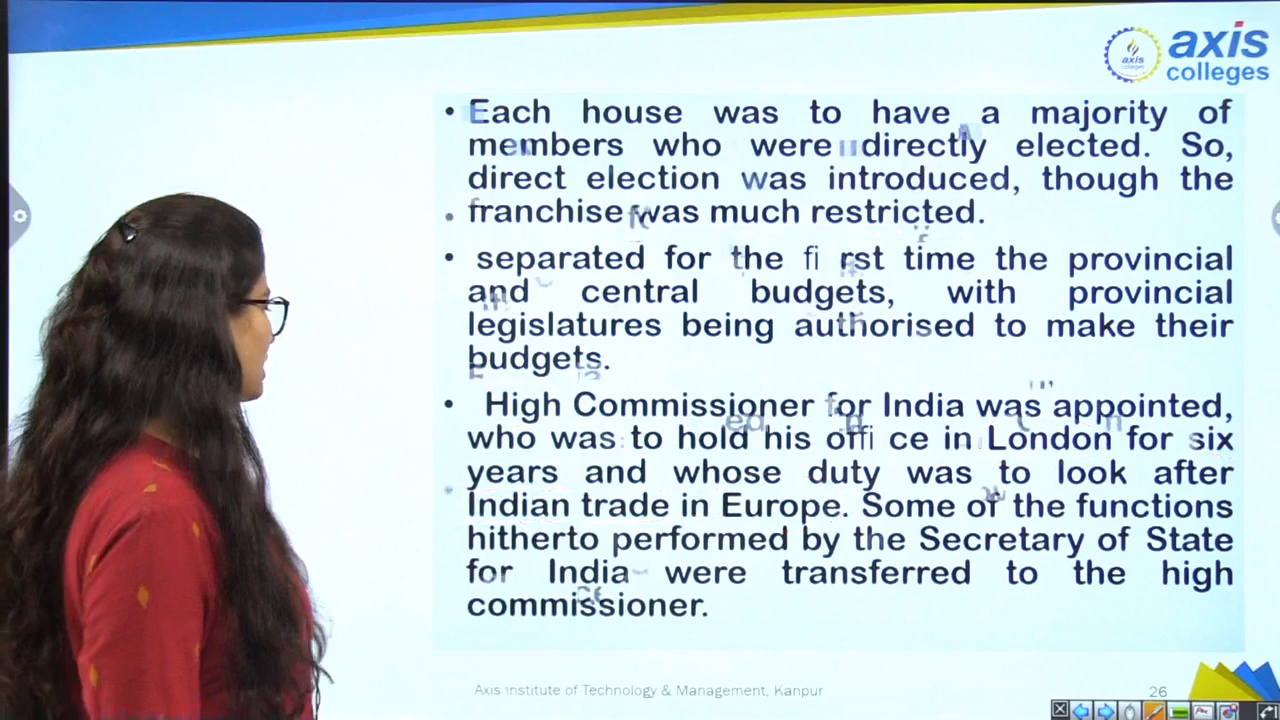 axis
colleges
axis
colleges
• Each house was to have a majority of
members who were directly elected. So,
direct election was introduced, though the
franchise was much restricted.
• separated for the fi rst time the provincial
and central budgets, with provincial
legislatures being authorised to make their
budgets.
• High Commissioner for India was appointed,
who was to hold his offi ce in London for six
years and whose duty was to look after
Indian trade in Europe. Some of the functions
hitherto performed by the Secretary of State
for India were transferred to the high
commissioner.
Axis Institute of Technology & Management, Kanpur
26